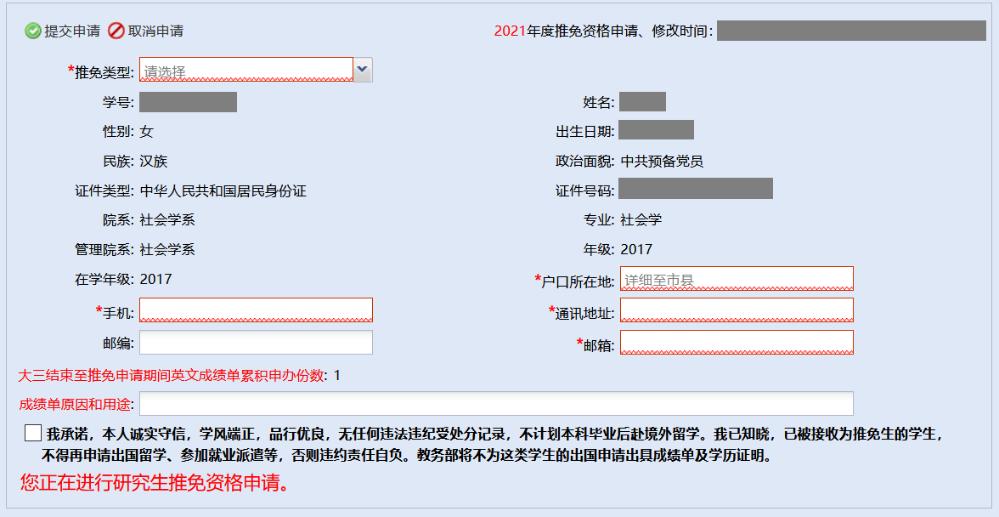 提交申请 取消申请 2021年度推免资格申请、修改时间:
*推免类型: 请选择
学号: 姓名:
性别: 女 出生日期:
民族: 汉族 政治面貌: 中共预备党员
证件类型: 中华人民共和国居民身份证 证件号码:
院系: 社会学系 专业: 社会学
管理院系: 社会学系 年级: 2017
在学年级: 2017 *户口所在地: 详细至市县
*手机: *通讯地址:
邮编: *邮箱:
大三结束至推免申请期间英文成绩单累积申办份数: 1
成绩单原因和用途:
我承诺，本人诚实守信，学风端正，品行优良，无任何违法违纪受处分记录，不计划本科毕业后赴境外留学。我已知晓，已被接收为推免生的学生，
不得再申请出国留学、参加就业派遣等，否则违约责任自负。教务部将不为这类学生的出国申请出具成绩单及学历证明。
您正在进行研究生推免资格申请。